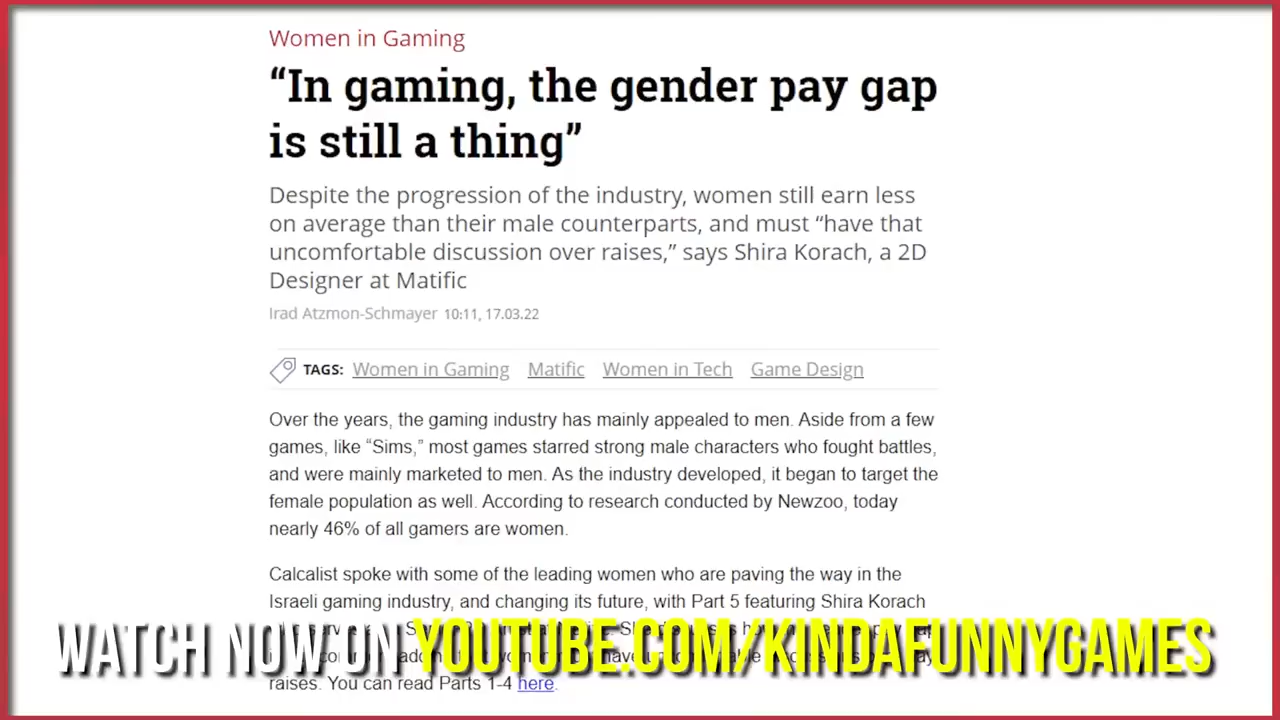 Women in Gaming
“In gaming, the gender pay gap
is still a thing”
Despite the progression of the industry, women still earn less
on average than their male counterparts, and must “have that
uncomfortable discussion over raises,” says Shira Korach, a 2D
Designer at Matific
Irad Atzmon-Schmayer 10:11, 17.03.22
TAGS: Women in Gaming Matific Women in Tech Game Design
Over the years, the gaming industry has mainly appealed to men. Aside from a few
games, like “Sims,” most games starred strong male characters who fought battles,
and were mainly marketed to men. As the industry developed, it began to target the
female population as well. According to research conducted by Newzoo, today
nearly 46% of all gamers are women.
Calcalist spoke with some of the leading women who are paving the way in the
Israeli gaming industry, and changing its future, with Part 5 featuring Shira Korach
WATCH NOW ON YOUTUBE.COM/KINDAFUNNYGAMES
raises. You can read Parts 1-4 here.